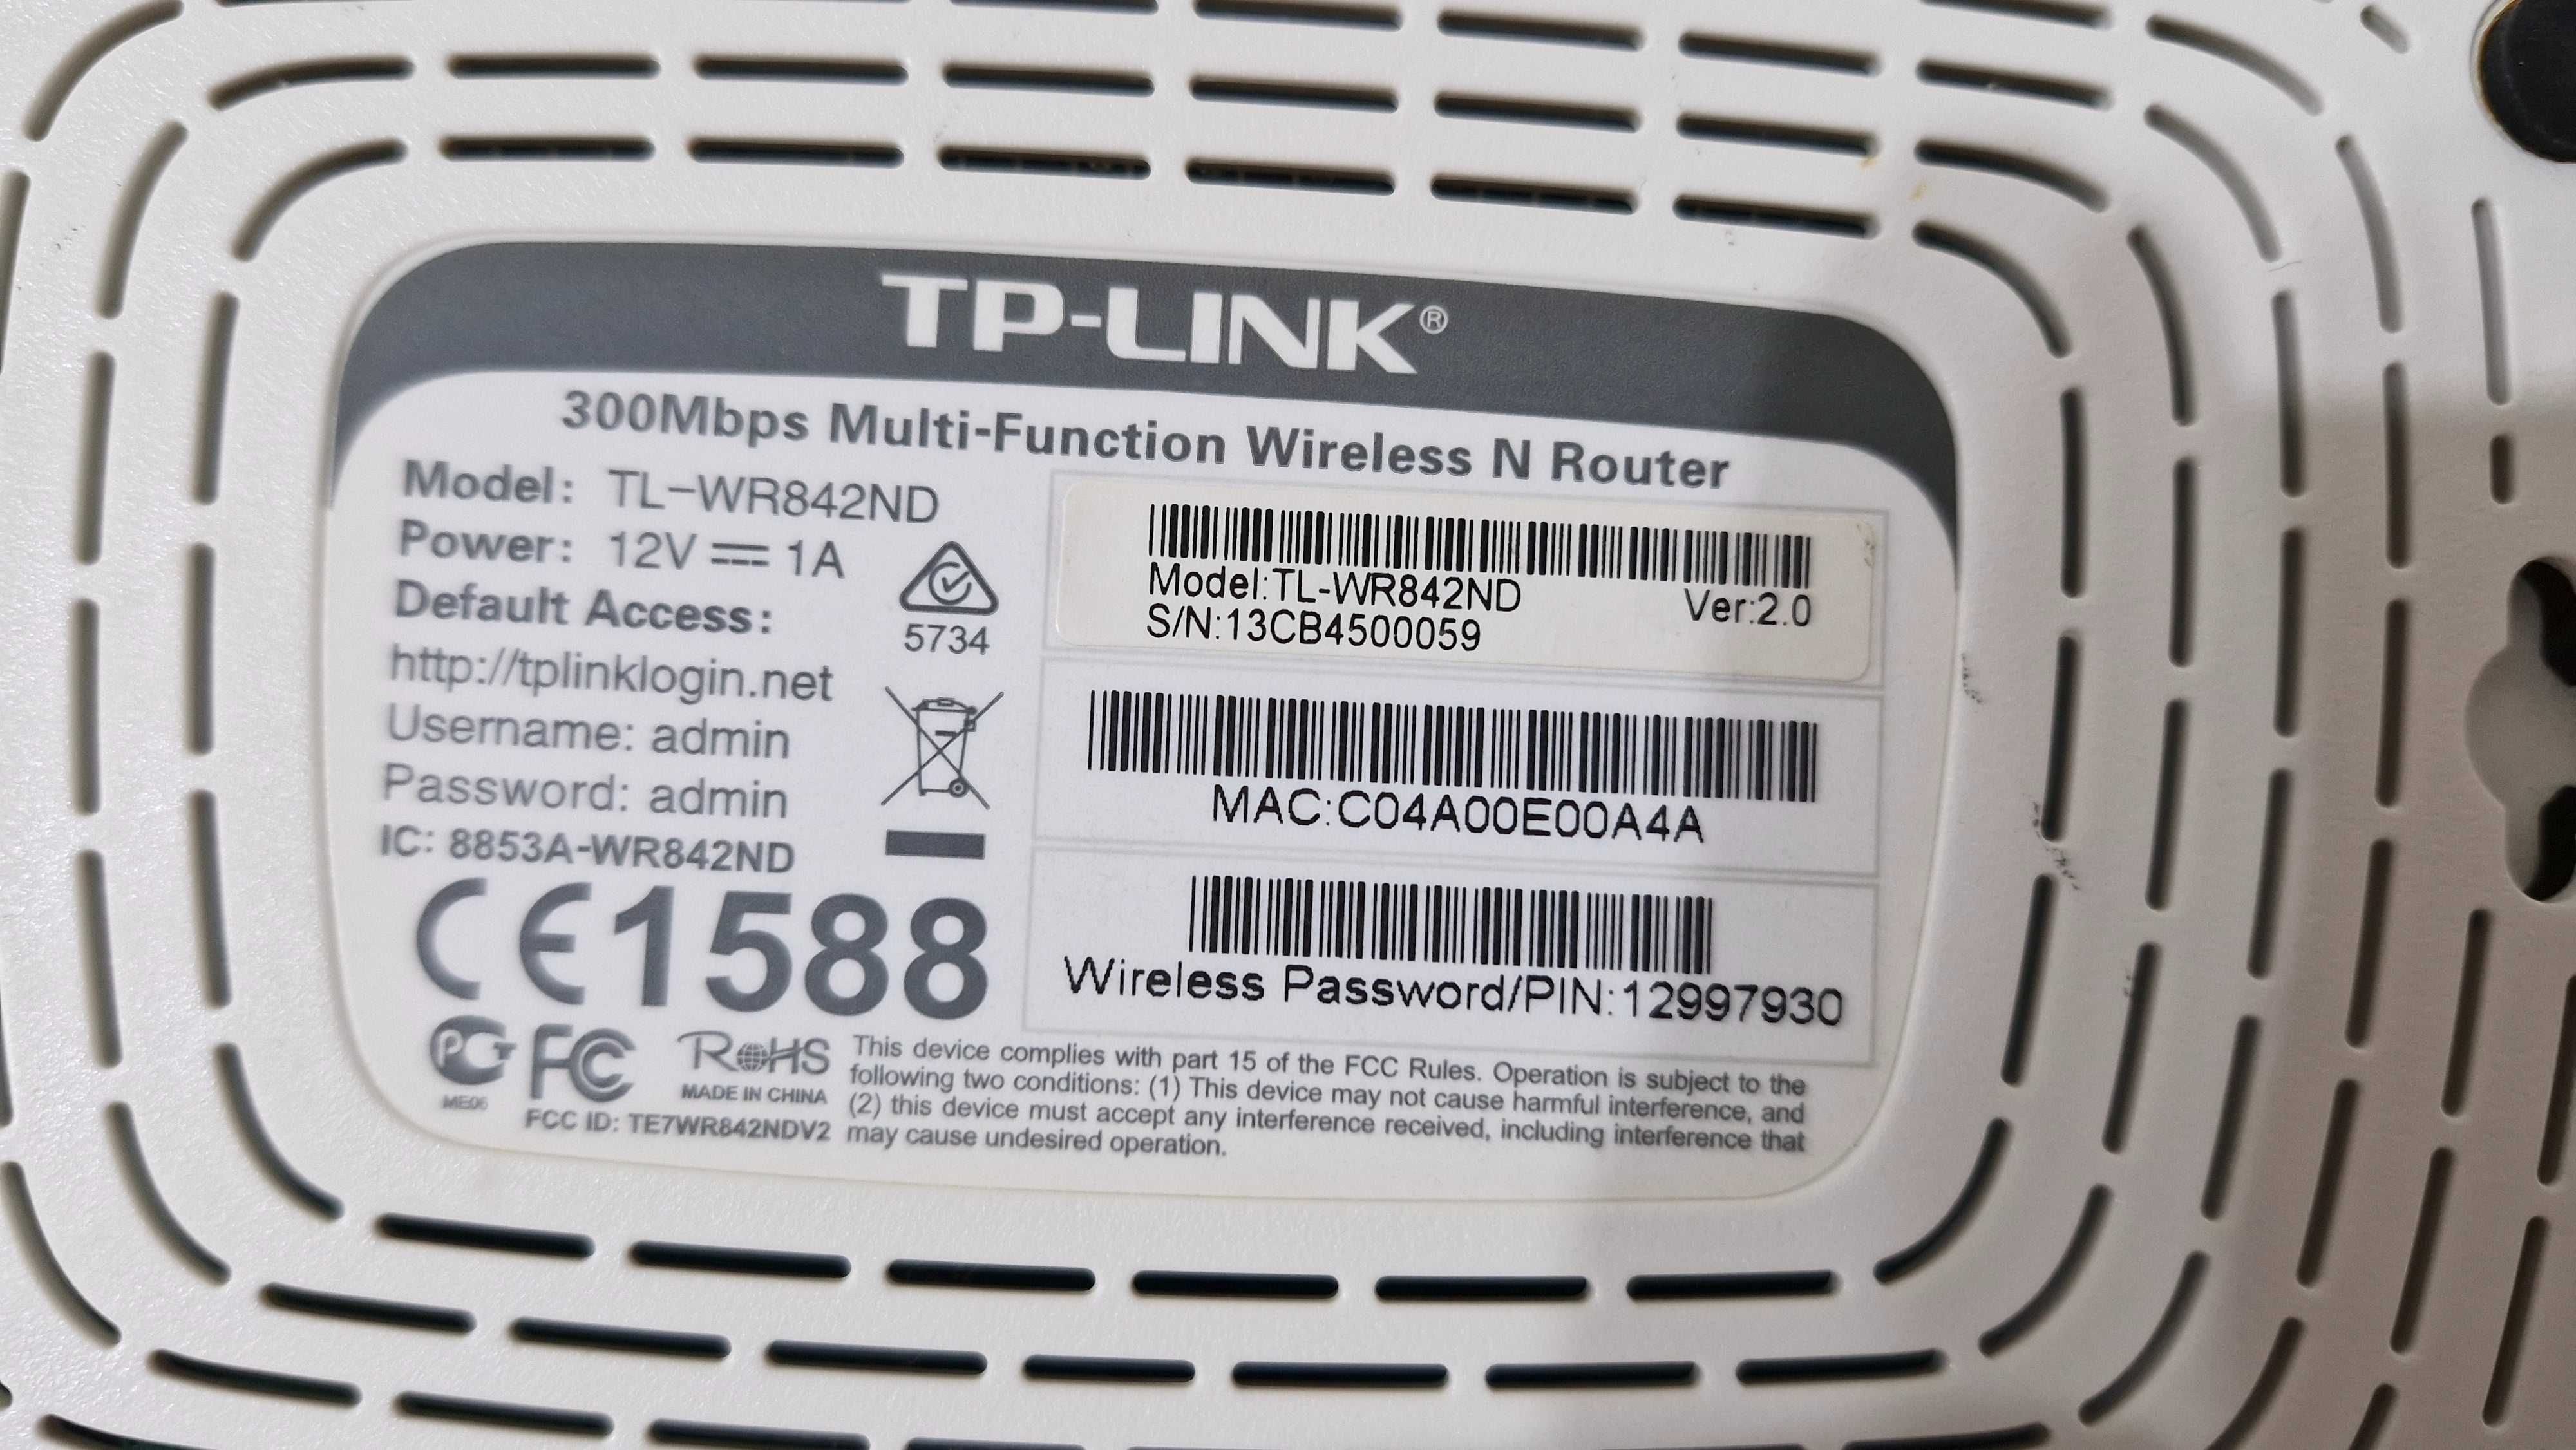 TP-LINK®
300Mbps Multi-Function Wireless N Router
Model: TL-WR842ND
Power: 12V ⎓ 1A
Default Access:
http://tplinklogin.net
Username: admin
Password: admin
IC: 8853A-WR842ND
5734
CE1588
Model:TL-WR842ND Ver:2.0
S/N:13CB4500059
MAC:C04A00E00A4A
Wireless Password/PIN:12997930
PCT
ME06
FC
RoHS
MADE IN CHINA
FCC ID: TE7WR842NDV2
This device complies with part 15 of the FCC Rules. Operation is subject to the
following two conditions: (1) This device may not cause harmful interference, and
(2) this device must accept any interference received, including interference that
may cause undesired operation.